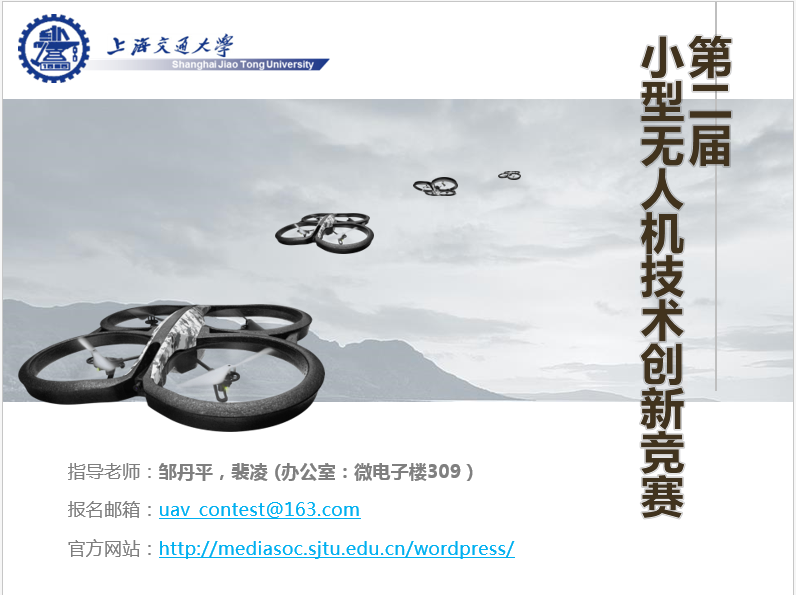 上海交通大学
Shanghai Jiao Tong University
第二届
小型无人机技术创新竞赛
指导老师：邹丹平，裴凌 (办公室：微电子楼309 )
报名邮箱：uav_contest@163.com
官方网站：http://mediasoc.sjtu.edu.cn/wordpress/